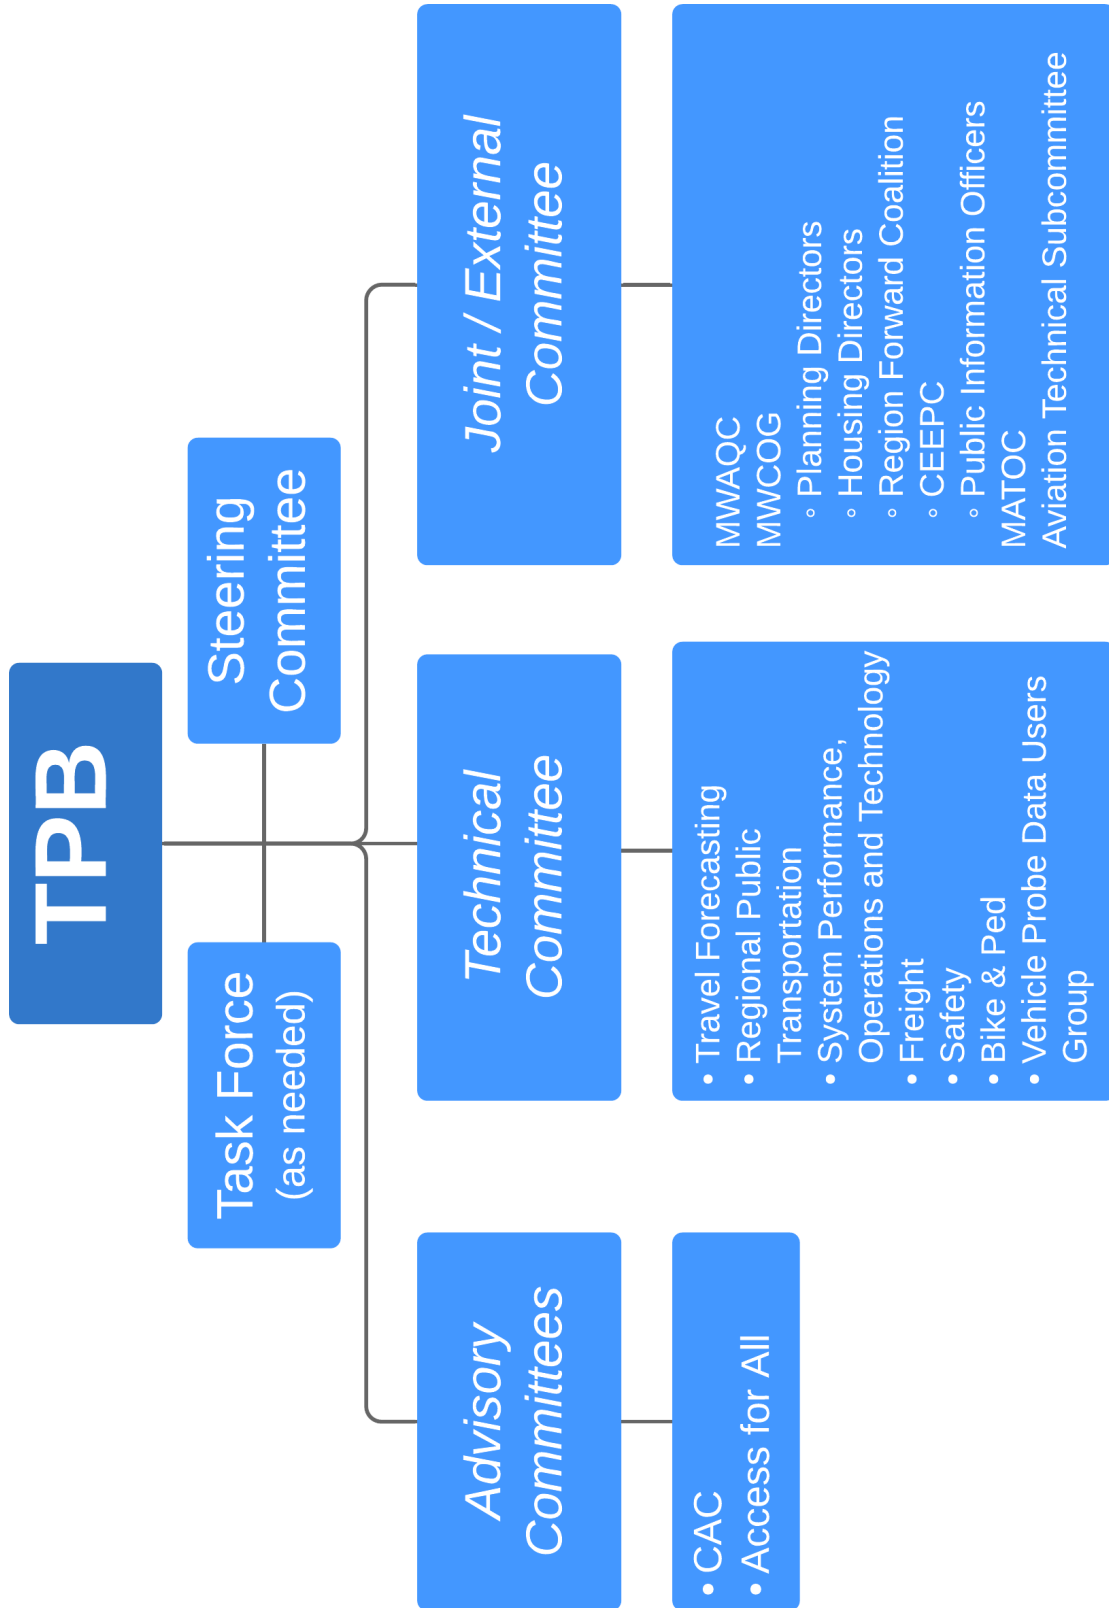 TPB
Task Force
(as needed)
Steering
Committee
Advisory
Committees
• CAC
• Access for All
Technical
Committee
• Travel Forecasting
• Regional Public
Transportation
• System Performance,
Operations and Technology
• Freight
• Safety
• Bike & Ped
• Vehicle Probe Data Users
Group
Joint / External
Committee
MWAQC
MWCOG
◦ Planning Directors
◦ Housing Directors
◦ Region Forward Coalition
◦ CEEPC
◦ Public Information Officers
MATOC
Aviation Technical Subcommittee